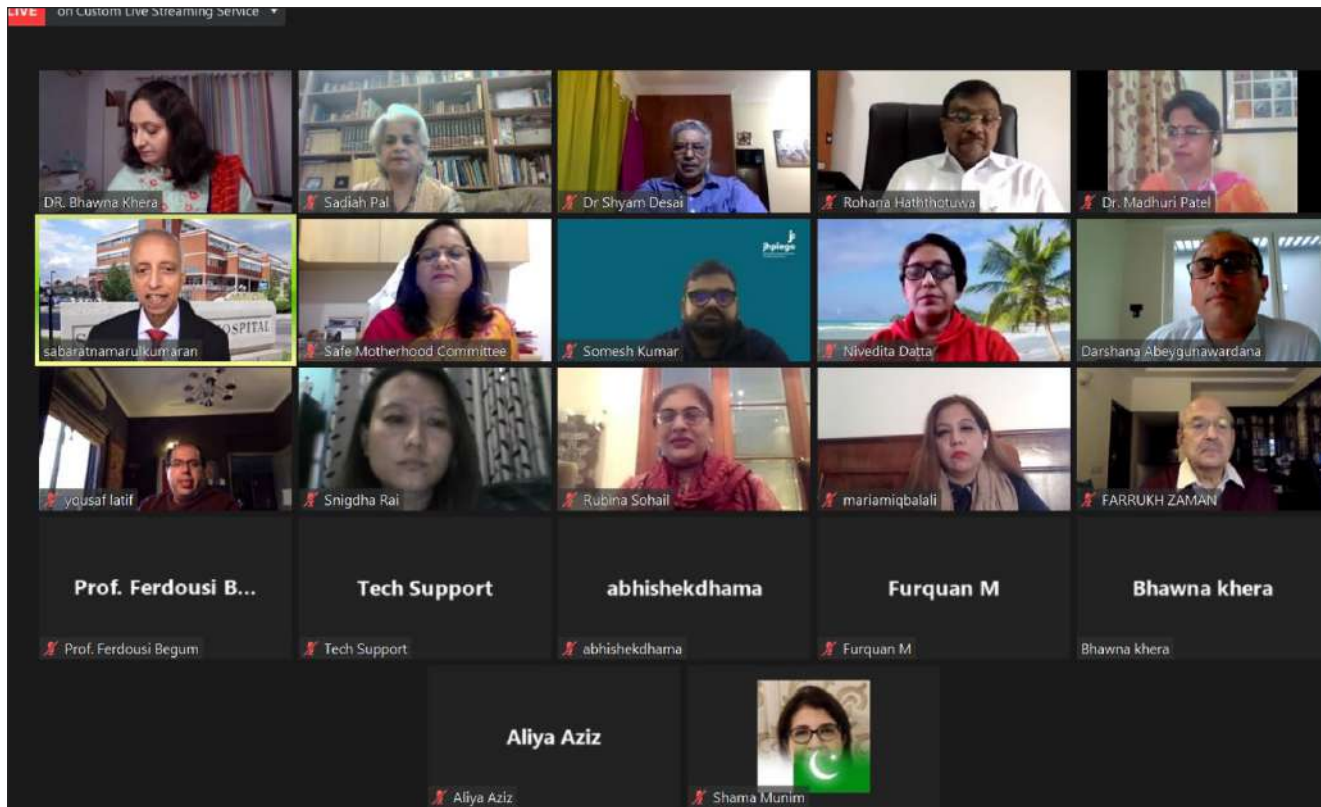 LIVE on Custom Live Streaming Service
DR. Bhawna Khera
Sadiah Pal
Dr Shyam Desai
Rohana Haththotuwa
Dr. Madhuri Patel
HOSPITAL
sabaratnamarulkumaran
Safe Motherhood Committee
jhpiego
Somesh Kumar
Nivedita Datta
Darshana Abeygunawardana
yousaf latif
Snigdha Rai
Rubina Sohail
mariamiqbalali
FARRUKH ZAMAN
Prof. Ferdousi B...
Prof. Ferdousi Begum
Tech Support
Tech Support
abhishekdhama
abhishekdhama
Furquan M
Furquan M
Bhawna khera
Bhawna khera
Aliya Aziz
Aliya Aziz
Shama Munim